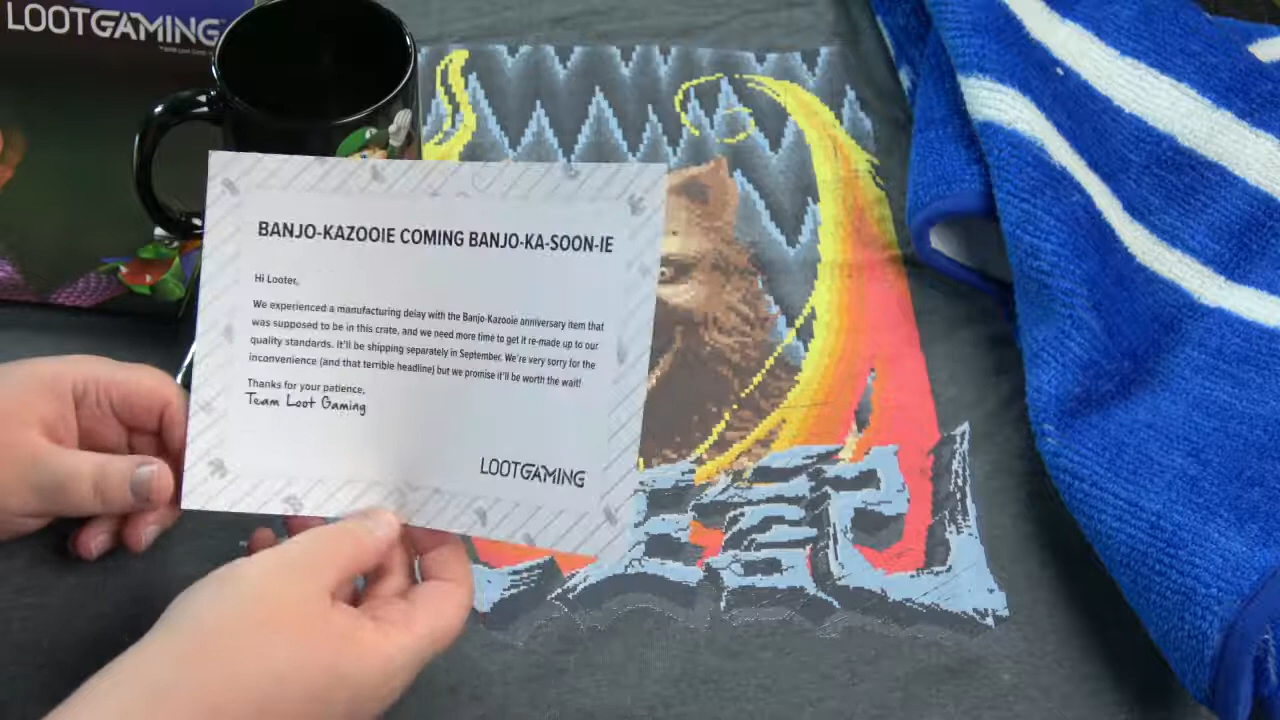 LOOTGAMING
BANJO-KAZOOIE COMING BANJO-KA-SOON-IE
Hi Looter,
We experienced a manufacturing delay with the Banjo-Kazooie anniversary item that
was supposed to be in this crate, and we need more time to get it re-made up to our
quality standards. It'll be shipping separately in September. We're very sorry for the
inconvenience (and that terrible headline) but we promise it'll be worth the wait!
Thanks for your patience,
Team Loot Gaming
LOOTGAMING